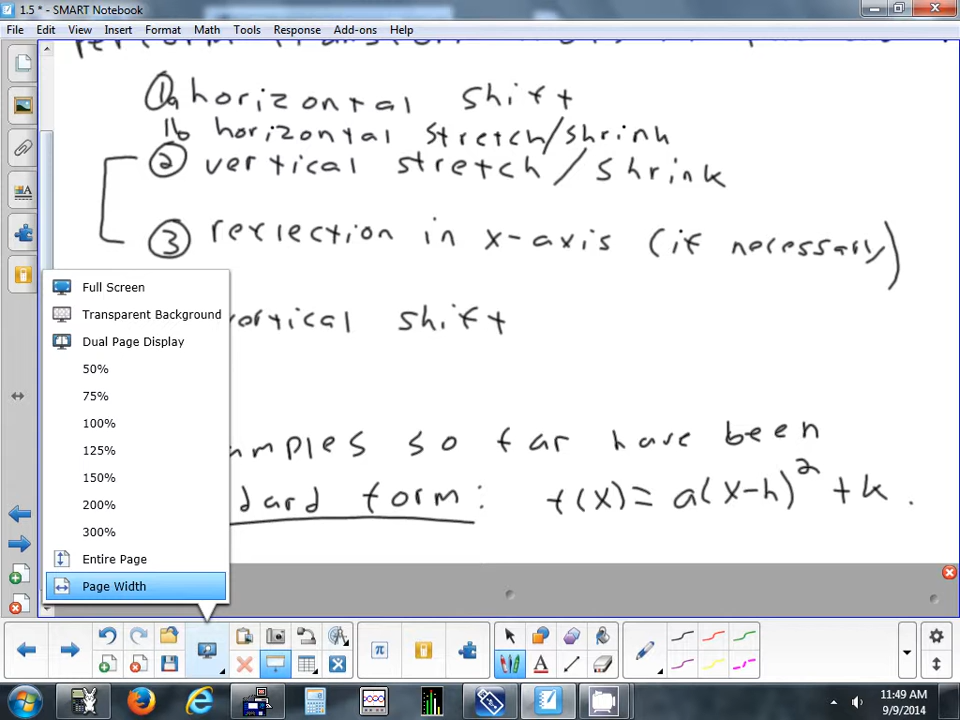 1.5 * - SMART Notebook
File Edit View Insert Format Math Tools Response Add-ons Help
1a horizontal shift
1b horizontal stretch/shrink
2 vertical stretch/shrink
3 reflection in x-axis (if necessary)
vertical shift
so far have been
form: f(x) = a(x-h)² + k .
Full Screen
Transparent Background
Dual Page Display
50%
75%
100%
125%
150%
200%
300%
Entire Page
Page Width
11:49 AM
9/9/2014